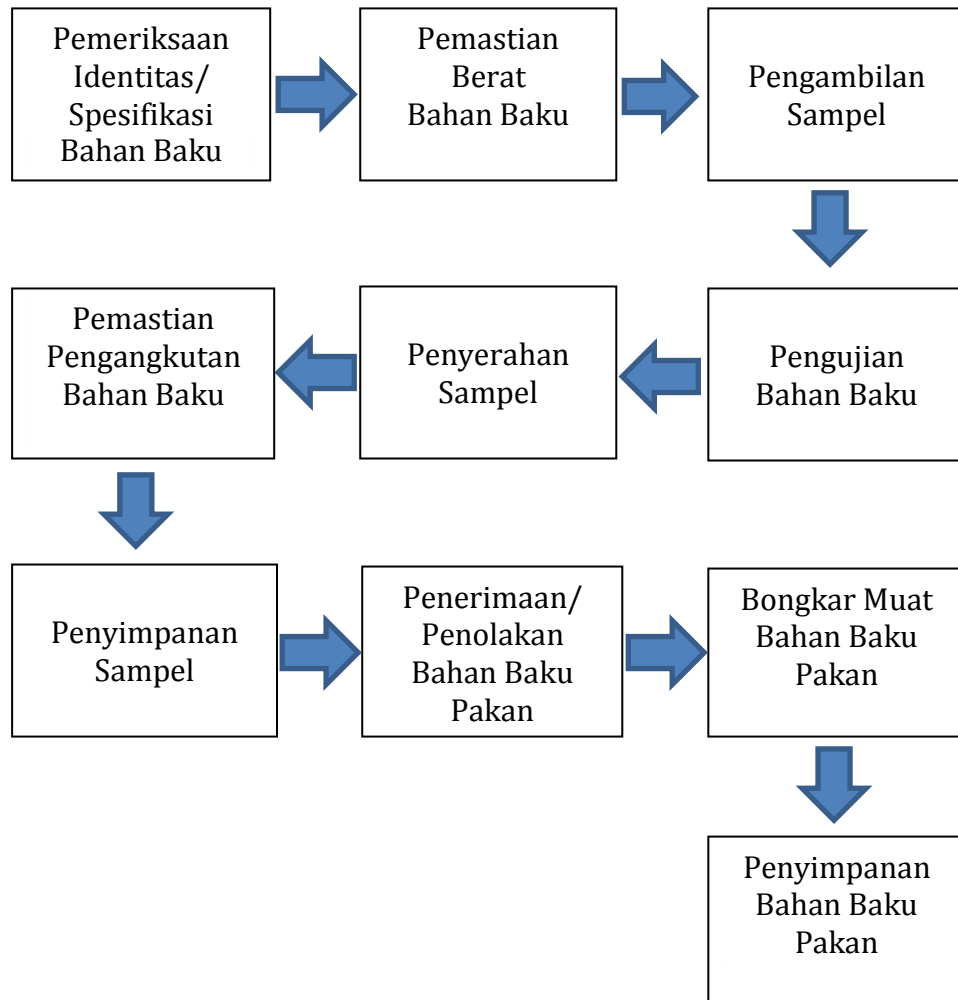 Pemeriksaan
Identitas/
Spesifikasi
Bahan Baku
Pemastian
Berat
Bahan Baku
Pengambilan
Sampel
Pengujian
Bahan Baku
Penyerahan
Sampel
Pemastian
Pengangkutan
Bahan Baku
Penyimpanan
Sampel
Penerimaan/
Penolakan
Bahan Baku
Pakan
Bongkar Muat
Bahan Baku
Pakan
Penyimpanan
Bahan Baku
Pakan